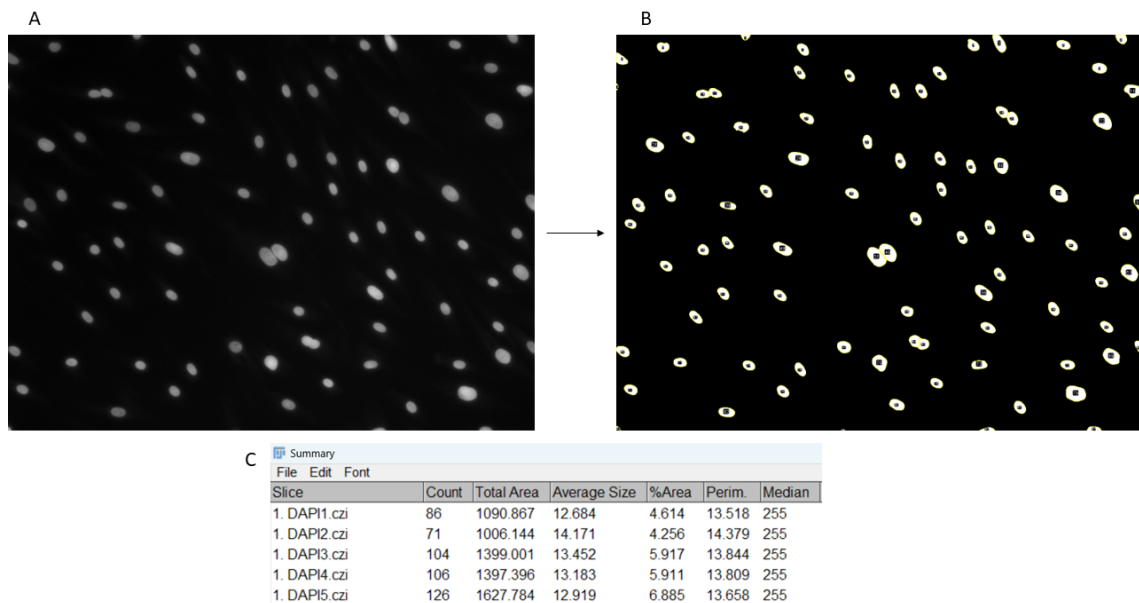 A
B
C
Summary
File Edit Font
Slice Count Total Area Average Size %Area Perim. Median
1. DAPI1.czi 86 1090.867 12.684 4.614 13.518 255
1. DAPI2.czi 71 1006.144 14.171 4.256 14.379 255
1. DAPI3.czi 104 1399.001 13.452 5.917 13.844 255
1. DAPI4.czi 106 1397.396 13.183 5.911 13.809 255
1. DAPI5.czi 126 1627.784 12.919 6.885 13.658 255